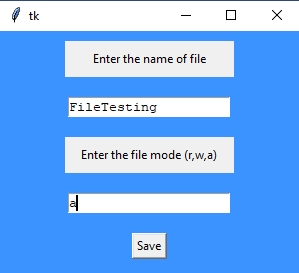 tk
Enter the name of file
FileTesting
Enter the file mode (r,w,a)
a
Save